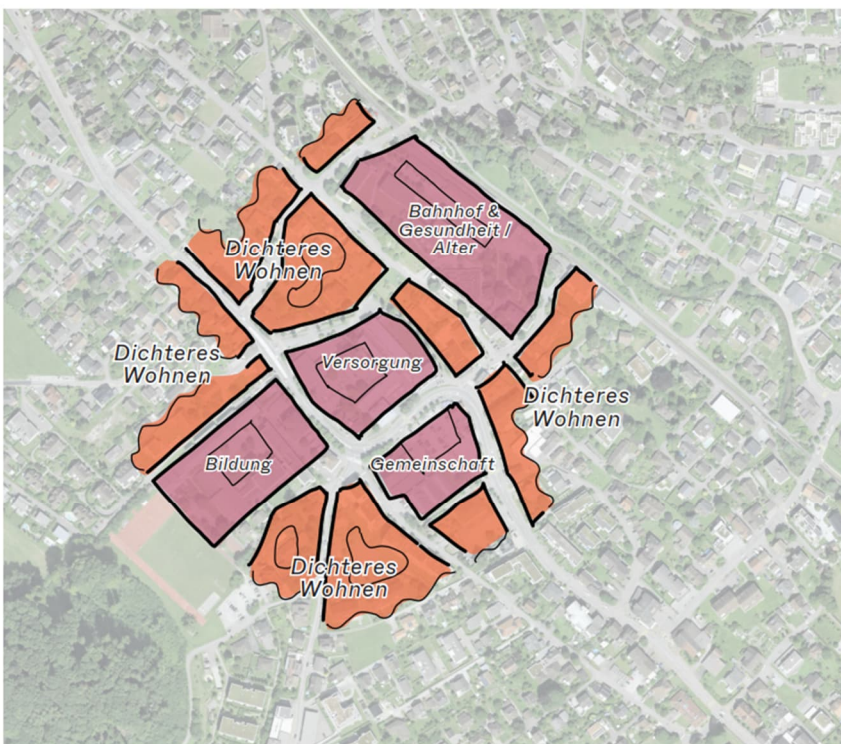 Bahnhof &
Gesundheit /
Alter
Dichteres
Wohnen
Versorgung
Dichteres
Wohnen
Dichteres
Wohnen
Bildung
Gemeinschaft
Dichteres
Wohnen